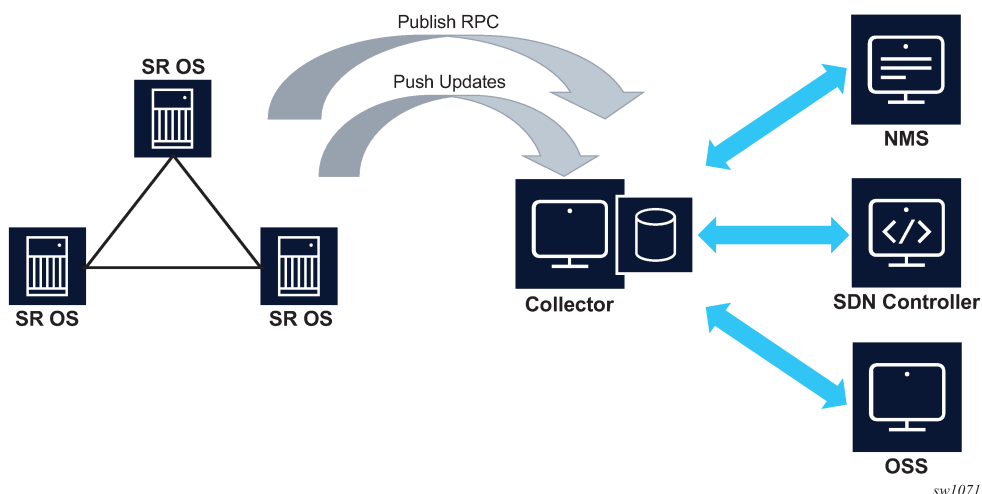 Publish RPC
SR OS
Push Updates
NMS
SR OS
SR OS
Collector
</>
SDN Controller
OSS
sw1071